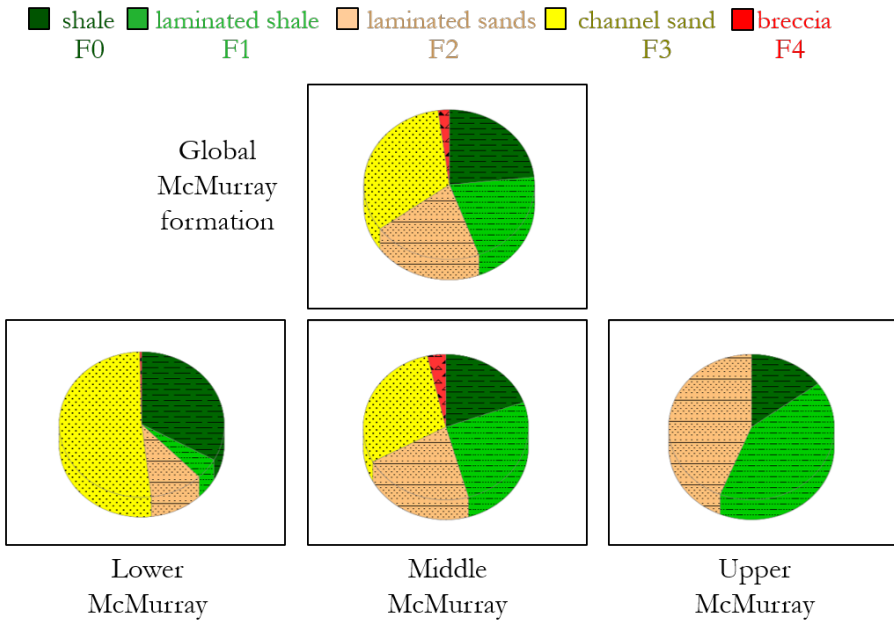 shale laminated shale laminated sands channel sand breccia
F0 F1 F2 F3 F4
Global
McMurray
formation
Lower
McMurray
Middle
McMurray
Upper
McMurray